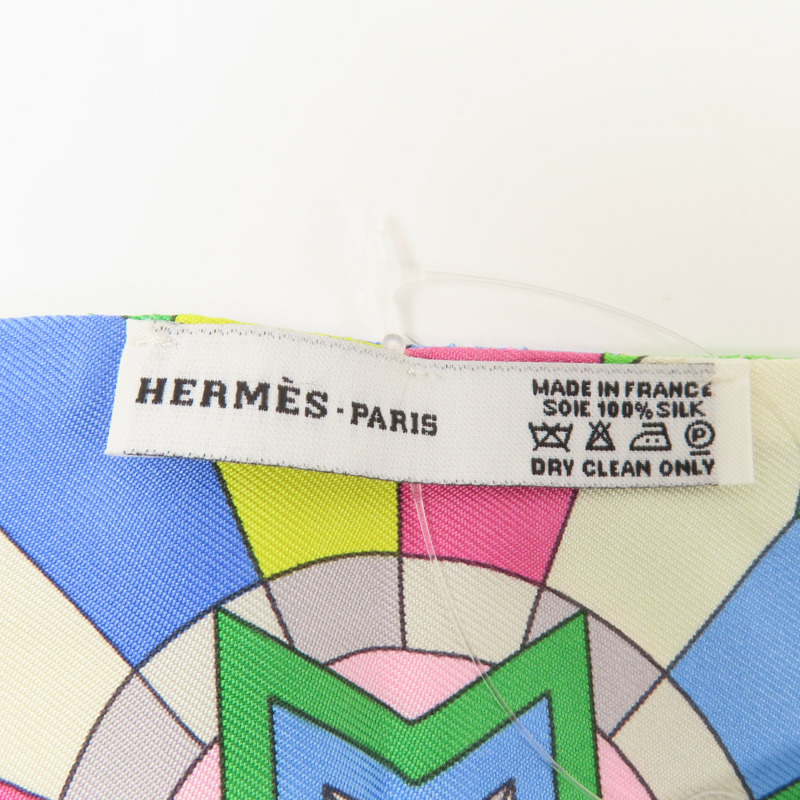 HERMÈS - PARIS
MADE IN FRANCE
SOIE 100% SILK
P
DRY CLEAN ONLY